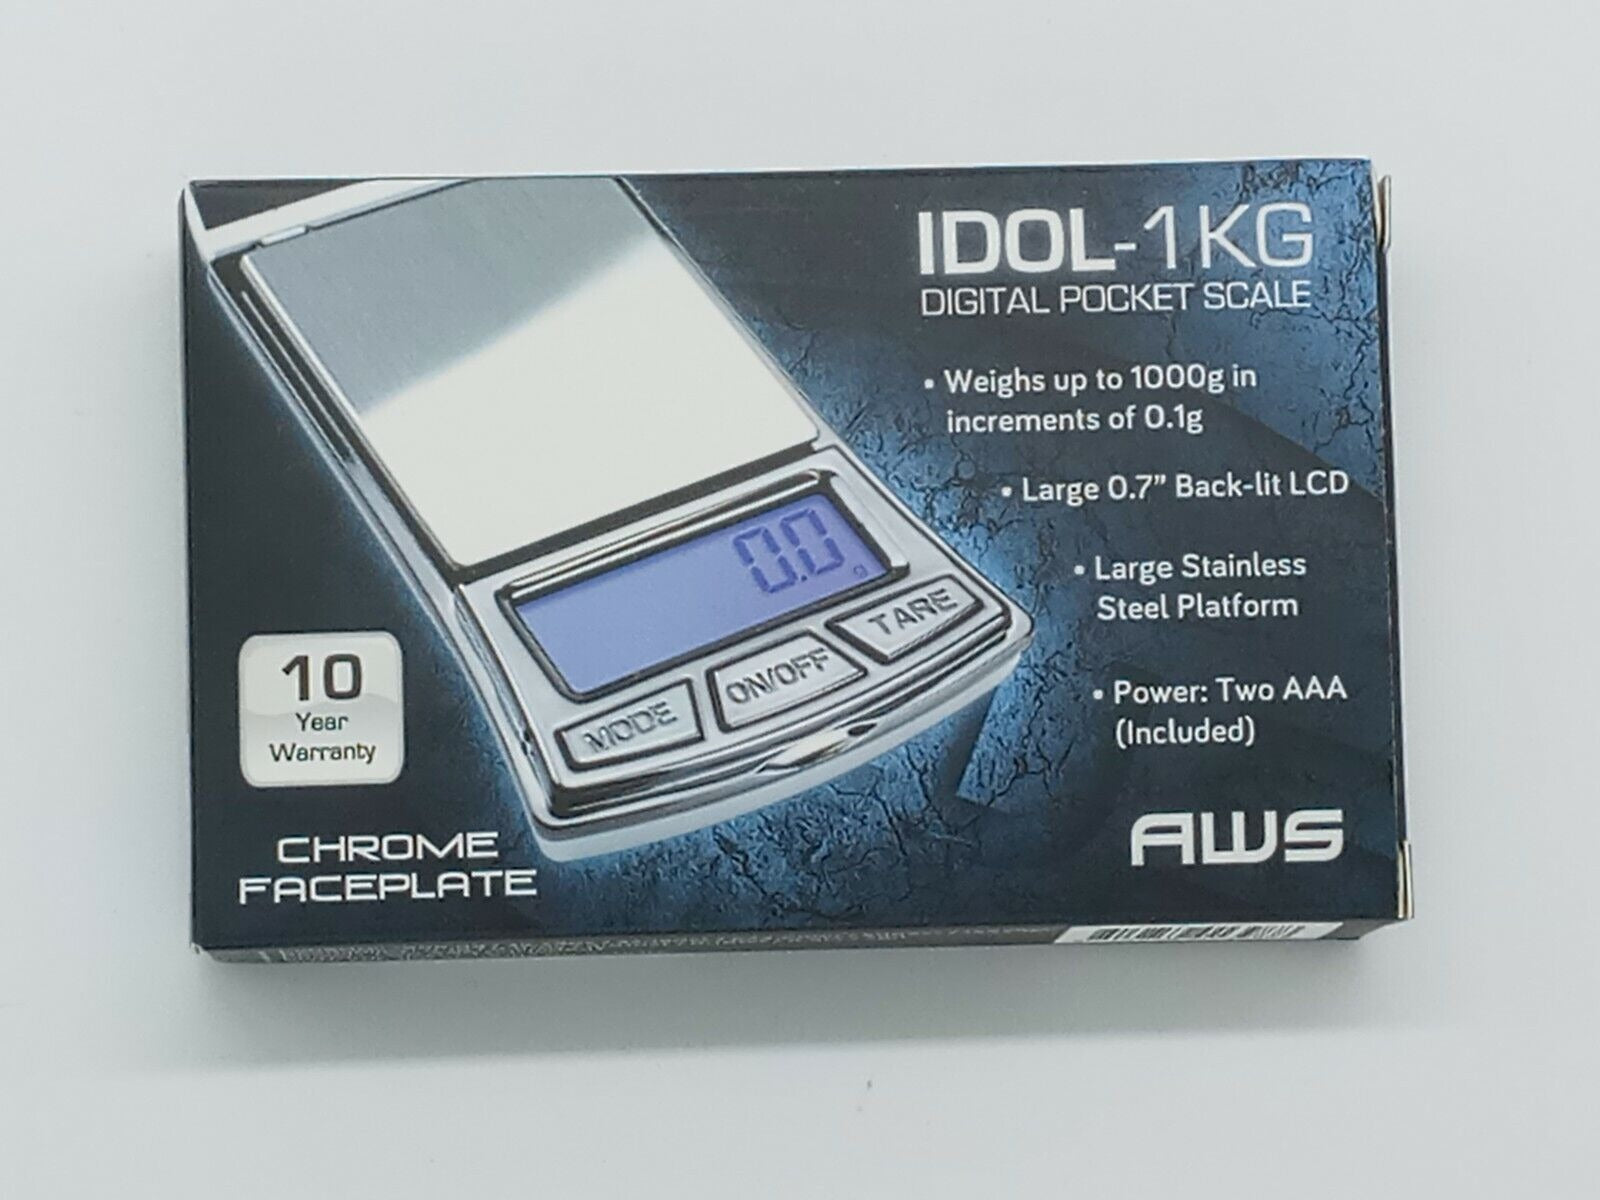 IDOL-1KG
DIGITAL POCKET SCALE
• Weighs up to 1000g in
increments of 0.1g
• Large 0.7” Back-lit LCD
• Large Stainless
Steel Platform
• Power: Two AAA
(Included)
AWS
0.0
g
MODE
ON/OFF
TARE
10
Year
Warranty
CHROME
FACEPLATE